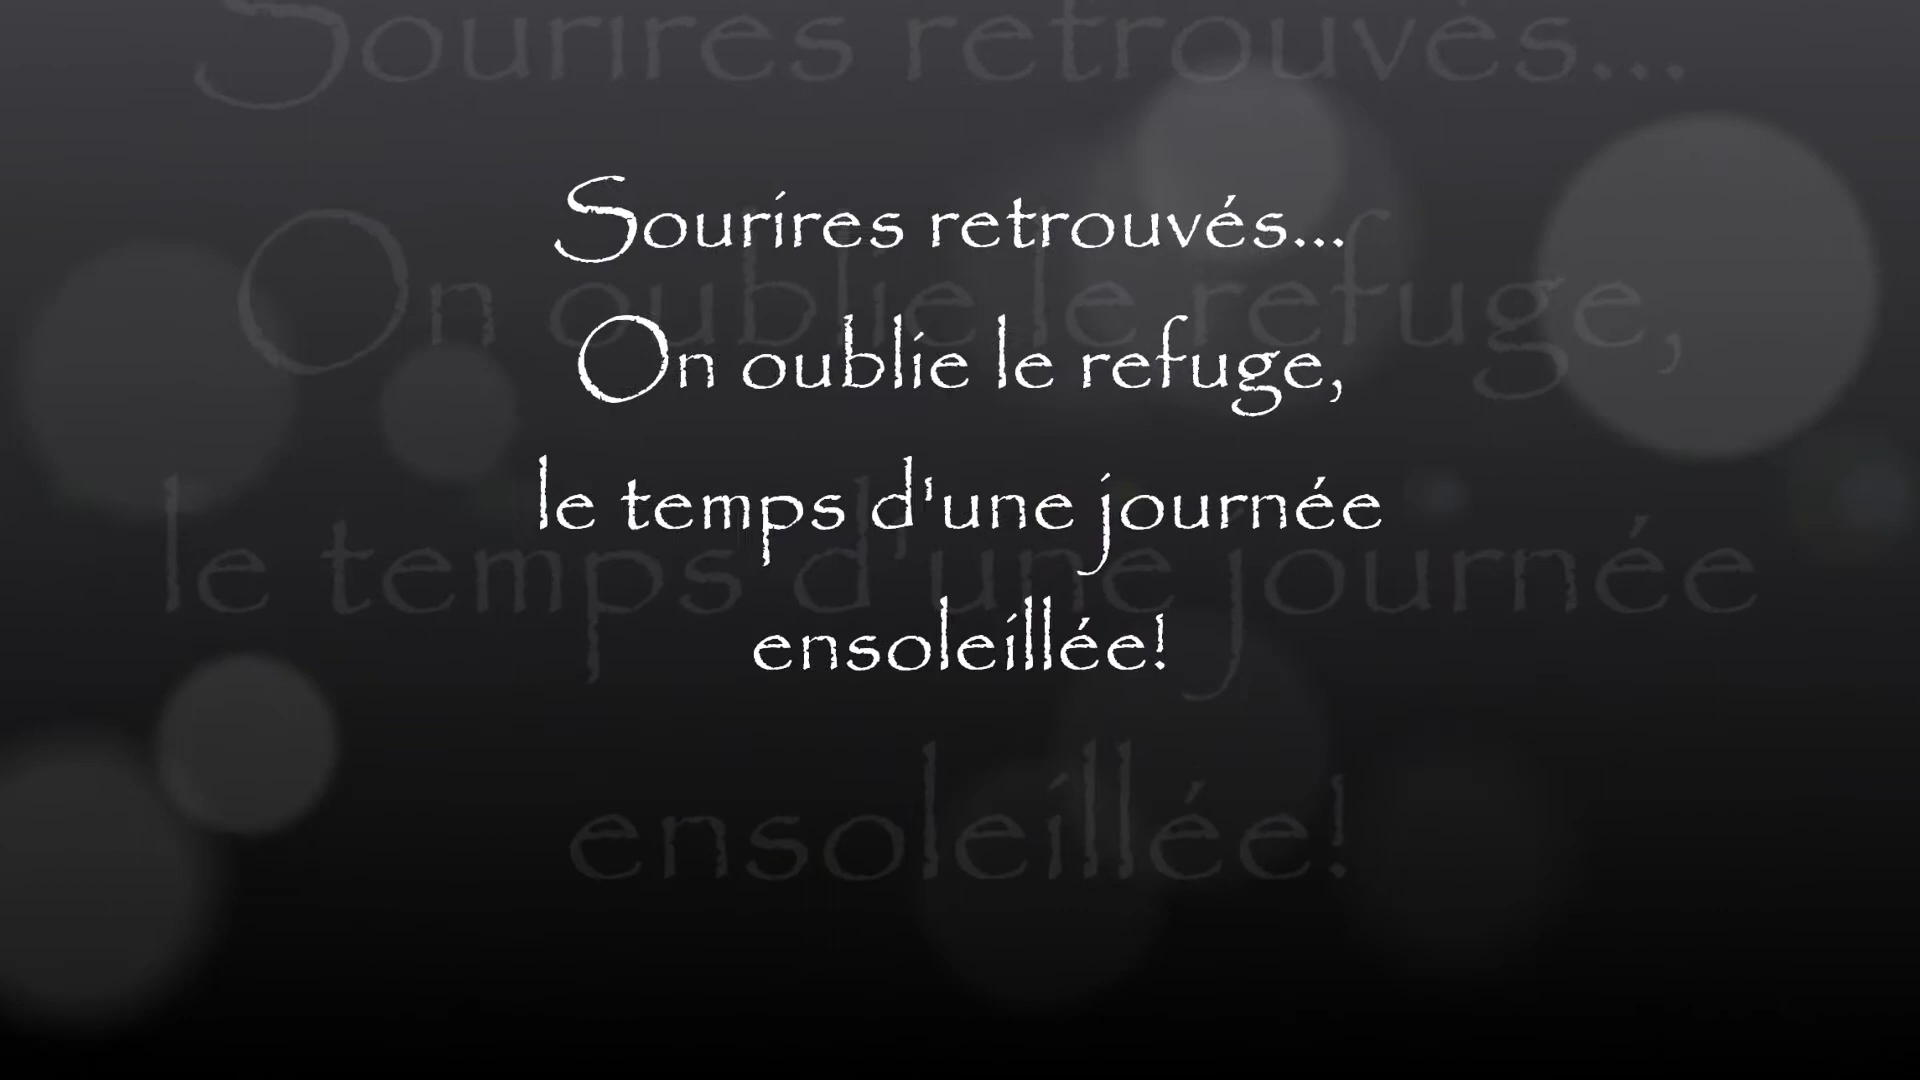 Sourires retrouvés...
On oublie le refuge,
le temps d'une journée
ensoleillée!